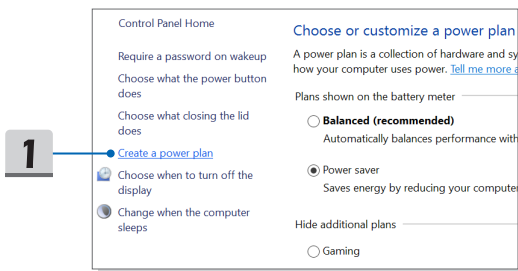 Control Panel Home
Require a password on wakeup
Choose what the power button
does
Choose what closing the lid
does
Create a power plan
Choose when to turn off the
display
Change when the computer
sleeps
1
Choose or customize a power plan
A power plan is a collection of hardware and sy
how your computer uses power. Tell me more a
Plans shown on the battery meter
Balanced (recommended)
Automatically balances performance with
Power saver
Saves energy by reducing your compute
Hide additional plans
Gaming